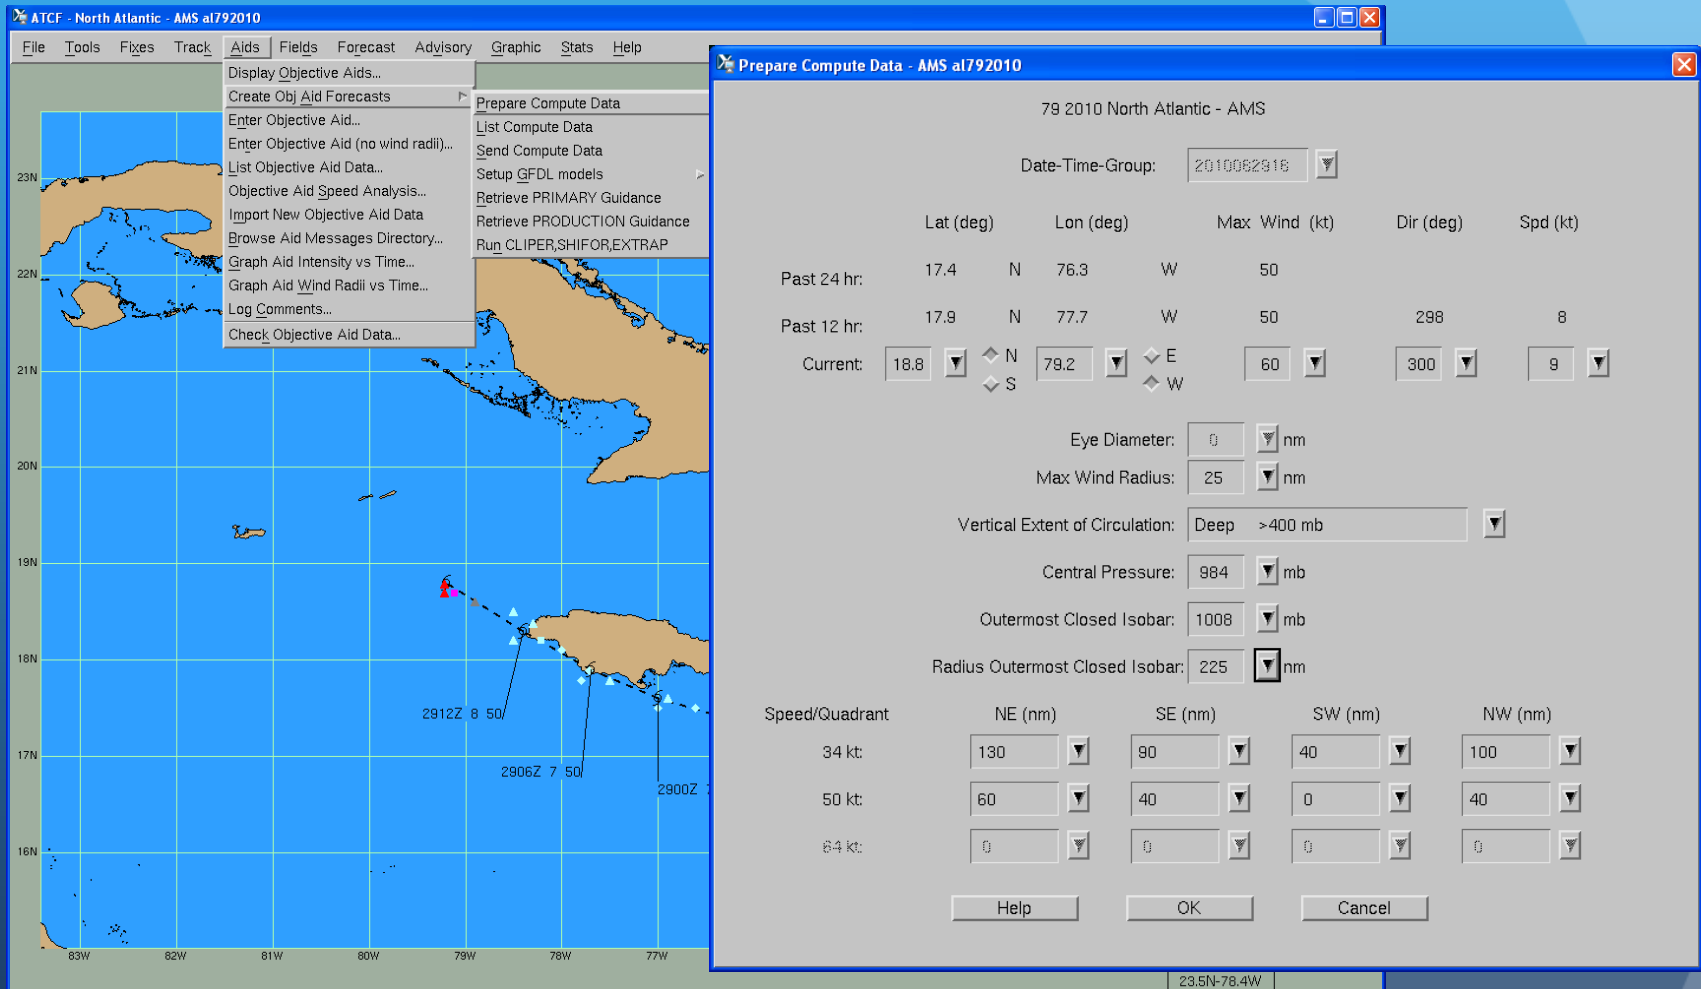 ATCF - North Atlantic - AMS al792010
File Tools Fixes Track Aids Fields Forecast Advisory Graphic Stats Help
Display Objective Aids...
Create Obj Aid Forecasts
Enter Objective Aid...
Enter Objective Aid (no wind radii)...
List Objective Aid Data...
Objective Aid Speed Analysis...
Import New Objective Aid Data
Browse Aid Messages Directory...
Graph Aid Intensity vs Time...
Graph Aid Wind Radii vs Time...
Log Comments...
Check Objective Aid Data...
Prepare Compute Data
List Compute Data
Send Compute Data
Setup GFDL models
Retrieve PRIMARY Guidance
Retrieve PRODUCTION Guidance
Run CLIPER,SHIFOR,EXTRAP
23N
22N
21N
20N
19N
18N
17N
16N
2912Z 8 50
2906Z 7 50
2900Z 7
83W 82W 81W 80W 79W 78W 77W
23.5N-78.4W
Prepare Compute Data - AMS al792010
79 2010 North Atlantic - AMS
Date-Time-Group: 2010062918
Lat (deg) Lon (deg) Max Wind (kt) Dir (deg) Spd (kt)
Past 24 hr: 17.4 N 76.3 W 50
Past 12 hr: 17.9 N 77.7 W 50 298 8
Current: 18.8 N S 79.2 E W 60 300 9
Eye Diameter: 0 nm
Max Wind Radius: 25 nm
Vertical Extent of Circulation: Deep >400 mb
Central Pressure: 984 mb
Outermost Closed Isobar: 1008 mb
Radius Outermost Closed Isobar: 225 nm
Speed/Quadrant NE (nm) SE (nm) SW (nm) NW (nm)
34 kt: 130 90 40 100
50 kt: 60 40 0 40
64 kt: 0 0 0 0
Help OK Cancel